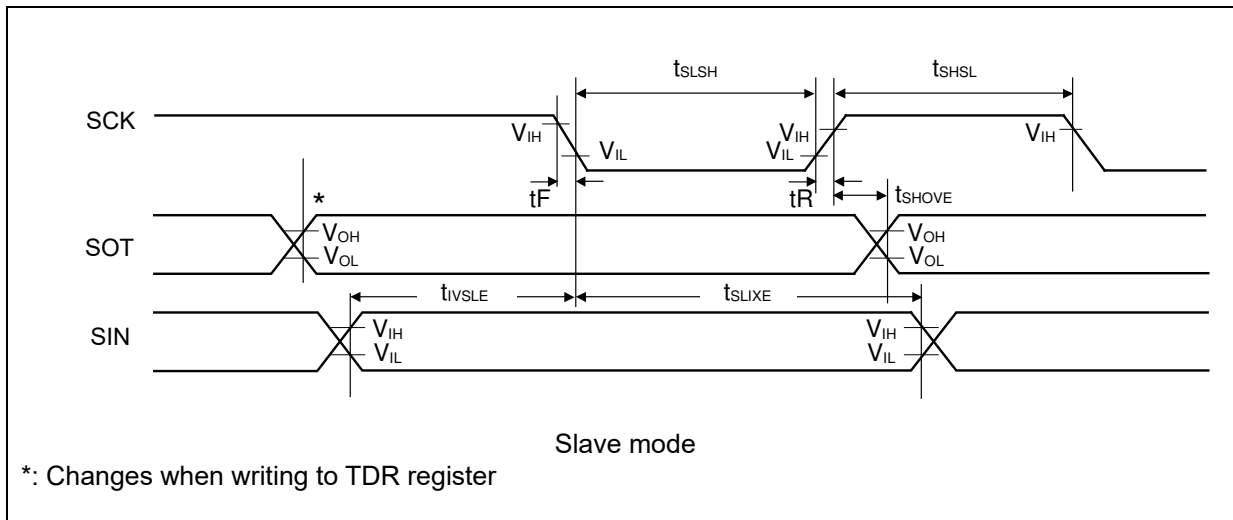 tSLSH tSHSL
SCK VIH VIL VIH VIL VIH
tF tR tSHOVE
*
SOT VOH VOL VOH VOL
tIVSLE tSLIXE
SIN VIH VIL VIH VIL
Slave mode
*: Changes when writing to TDR register